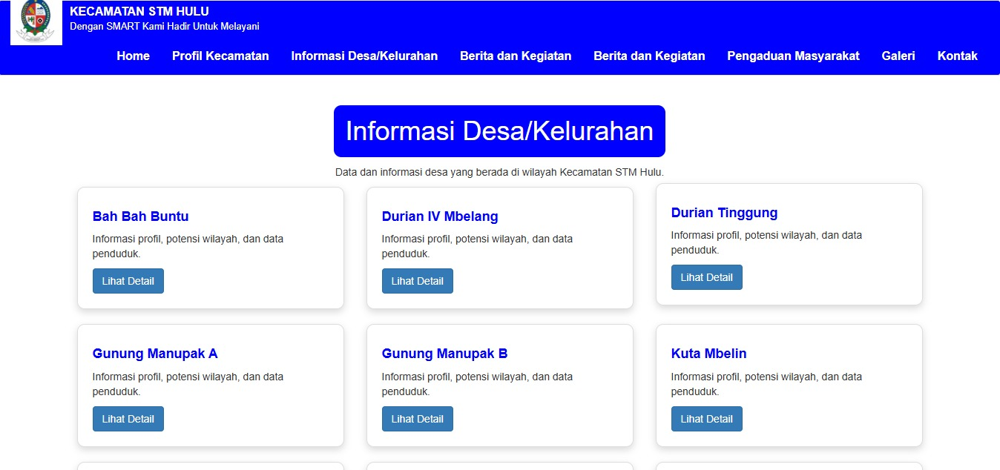 KECAMATAN STM HULU
Dengan SMART Kami Hadir Untuk Melayani
Home Profil Kecamatan Informasi Desa/Kelurahan Berita dan Kegiatan Berita dan Kegiatan Pengaduan Masyarakat Galeri Kontak
Informasi Desa/Kelurahan
Data dan informasi desa yang berada di wilayah Kecamatan STM Hulu.
Bah Bah Buntu
Informasi profil, potensi wilayah, dan data
penduduk.
Lihat Detail
Durian IV Mbelang
Informasi profil, potensi wilayah, dan data
penduduk.
Lihat Detail
Durian Tinggung
Informasi profil, potensi wilayah, dan data
penduduk.
Lihat Detail
Gunung Manupak A
Informasi profil, potensi wilayah, dan data
penduduk.
Lihat Detail
Gunung Manupak B
Informasi profil, potensi wilayah, dan data
penduduk.
Lihat Detail
Kuta Mbelin
Informasi profil, potensi wilayah, dan data
penduduk.
Lihat Detail